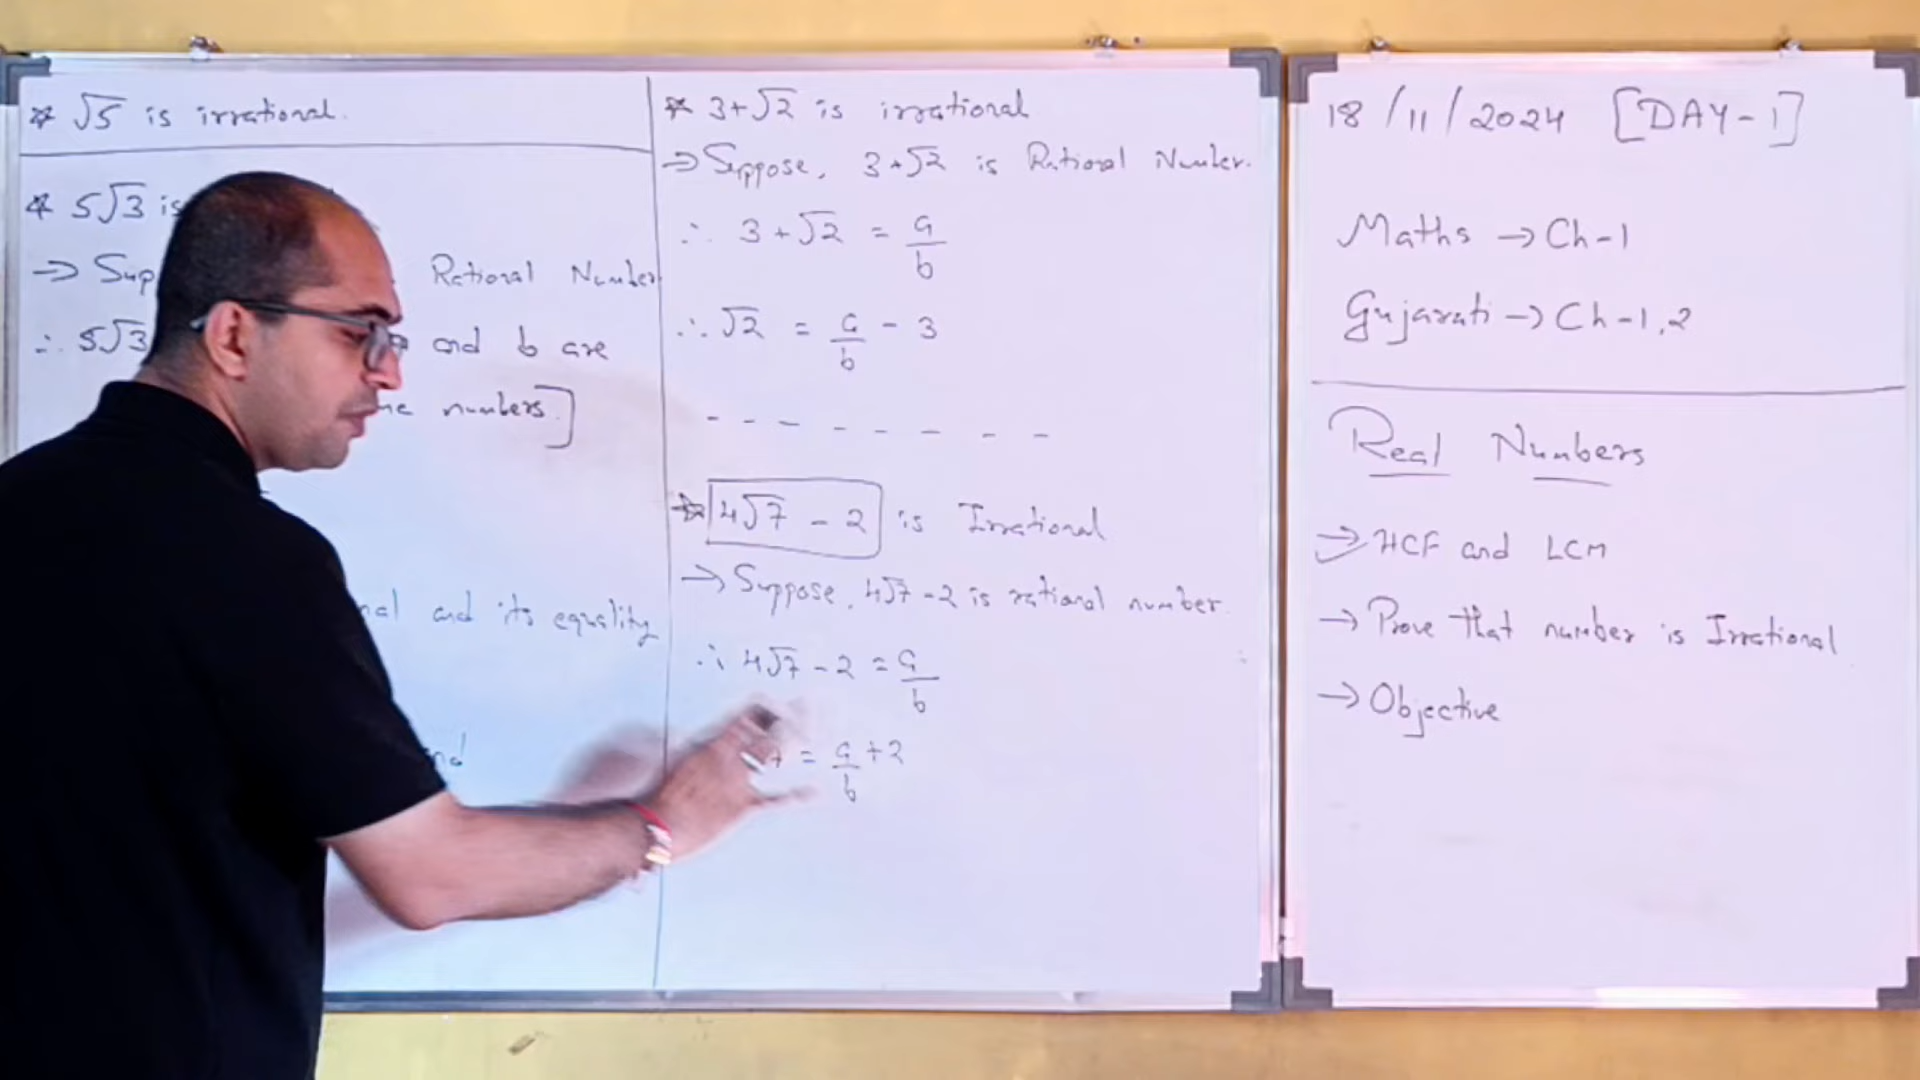 * √5 is irrational.
* 5√3 is
→ Sup Rational Number
∴ 5√3 and b are
numbers.]
and its equality
* 3+√2 is irrational
→ Suppose, 3+√2 is Rational Number.
∴ 3+√2 = a/b
∴ √2 = a/b - 3
- - - - - - - -
* 4√7 - 2 is Irrational
→ Suppose, 4√7-2 is rational number.
∴ 4√7 - 2 = a/b
= a/b + 2
18/11/2024 [DAY-1]
Maths → Ch-1
Gujarati → Ch-1,2
Real Numbers
→ HCF and LCM
→ Prove that number is Irrational
→ Objective